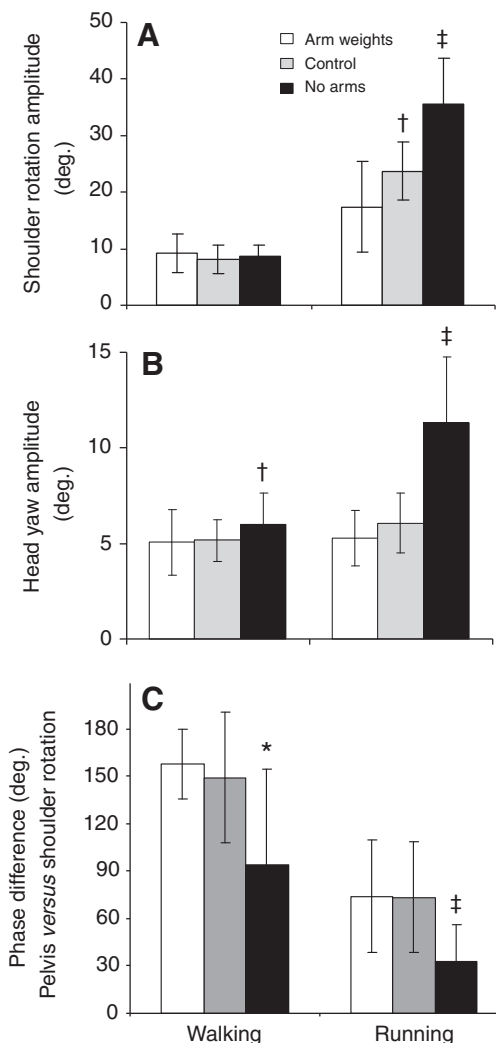 A
Arm weights
Control
No arms
Shoulder rotation amplitude
(deg.)
50
40
30
20
10
0
†
‡
B
Head yaw amplitude
(deg.)
15
10
5
0
†
‡
C
Phase difference (deg.)
Pelvis versus shoulder rotation
180
150
120
90
60
30
0
*
‡
Walking
Running